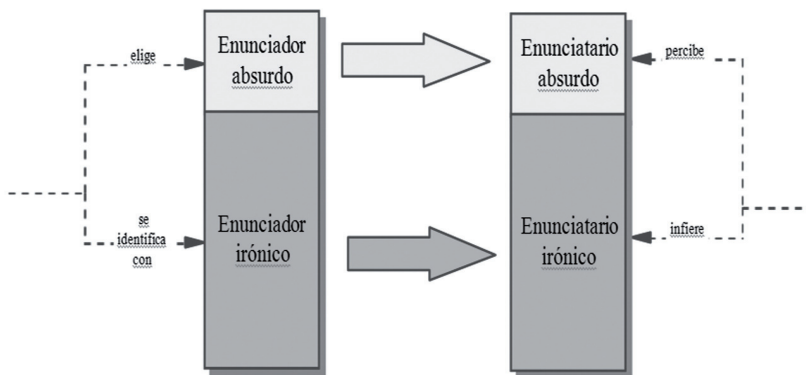 elige
Enunciador
absurdo
Enunciatario
absurdo
percibe
se
identifica
con
Enunciador
irónico
Enunciatario
irónico
infiere